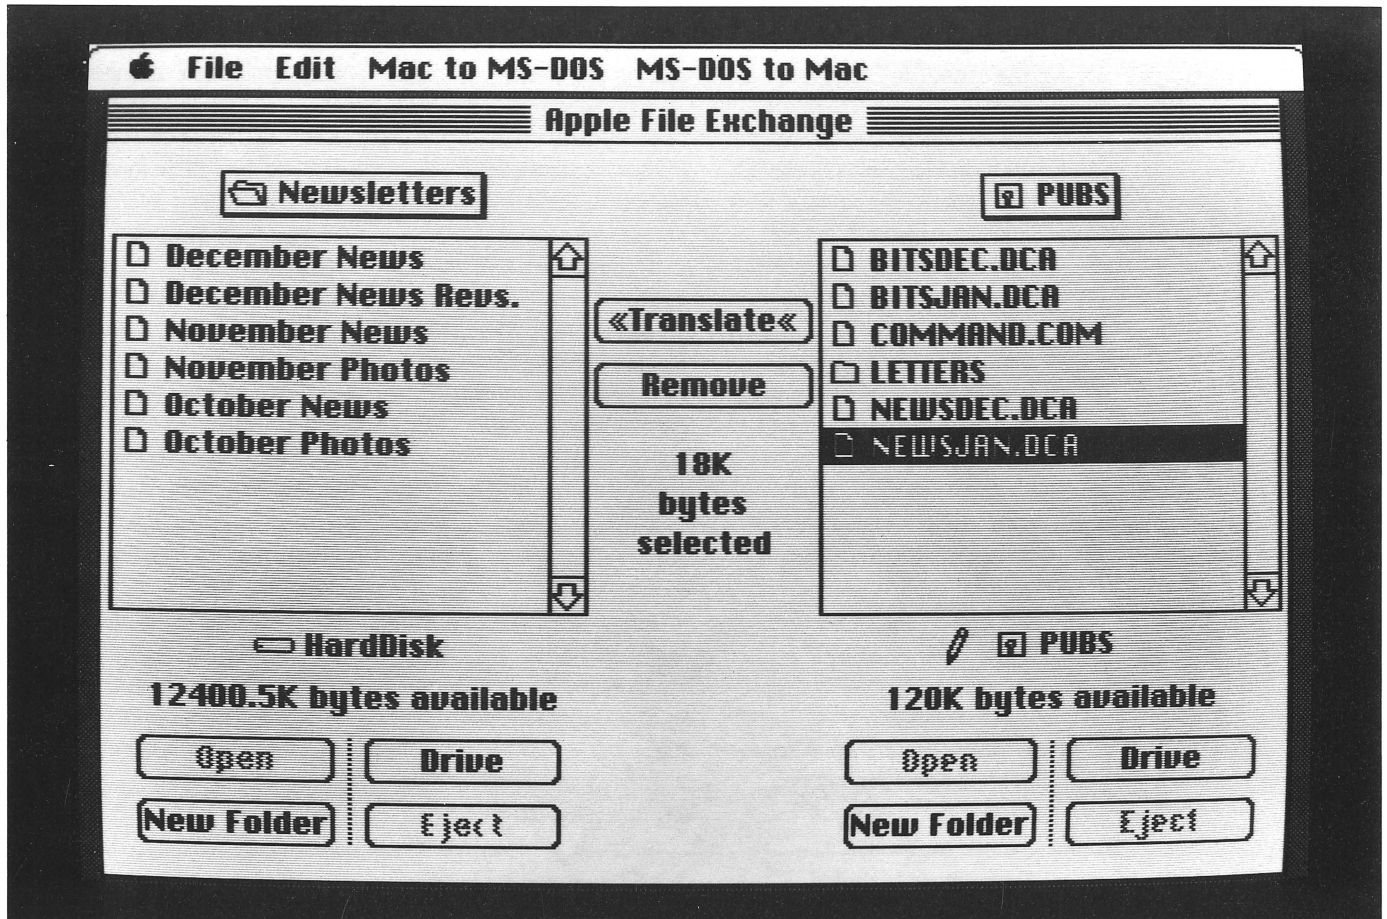 File Edit Mac to MS-DOS MS-DOS to Mac
Apple File Exchange
Newsletters
December News
December News Revs.
November News
November Photos
October News
October Photos
HardDisk
12400.5K bytes available
Open Drive
New Folder Eject
«Translate«
Remove
18K
bytes
selected
PUBS
BITSDEC.DCA
BITSJAN.DCA
COMMAND.COM
LETTERS
NEWSDEC.DCA
NEWSJAN.DCA
PUBS
120K bytes available
Open Drive
New Folder Eject